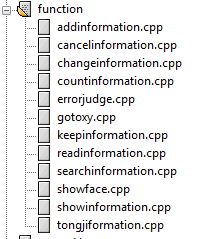 function
addinformation.cpp
cancelinformation.cpp
changeinformation.cpp
countinformation.cpp
errorjudge.cpp
gotoxy.cpp
keepinformation.cpp
readinformation.cpp
searchinformation.cpp
showface.cpp
showinformation.cpp
tongjiformation.cpp